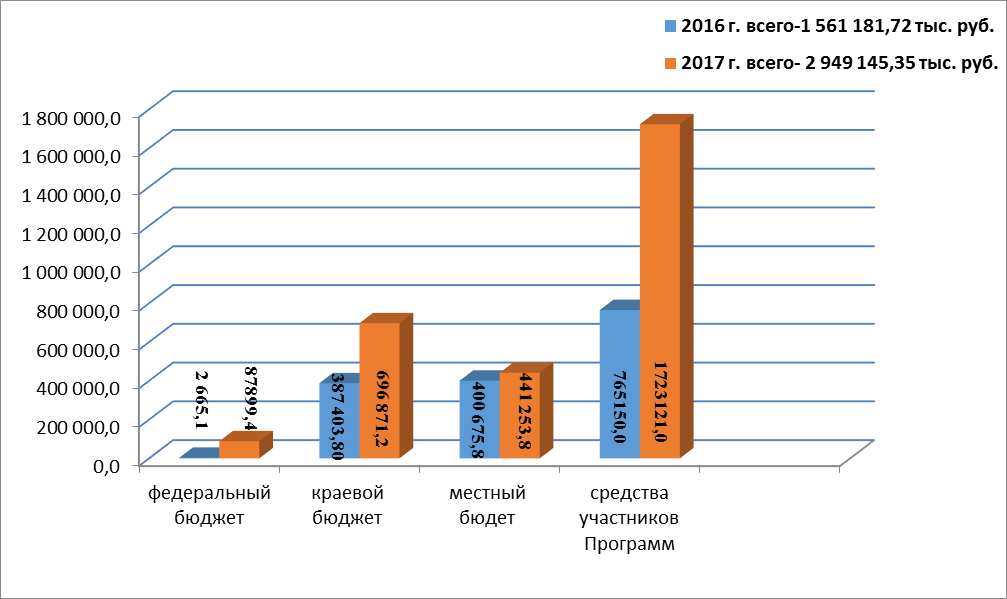 2016 г. всего-1 561 181,72 тыс. руб.
2017 г. всего- 2 949 145,35 тыс. руб.
1 800 000,0
1 600 000,0
1 400 000,0
1 200 000,0
1 000 000,0
800 000,0
600 000,0
400 000,0
200 000,0
0,0
2 665,1
87899,4
387 403,80
696 871,2
400 675,8
441 253,8
765150,0
1723121,0
федеральный
бюджет
краевой
бюджет
местный
бюдет
средства
участников
Программ